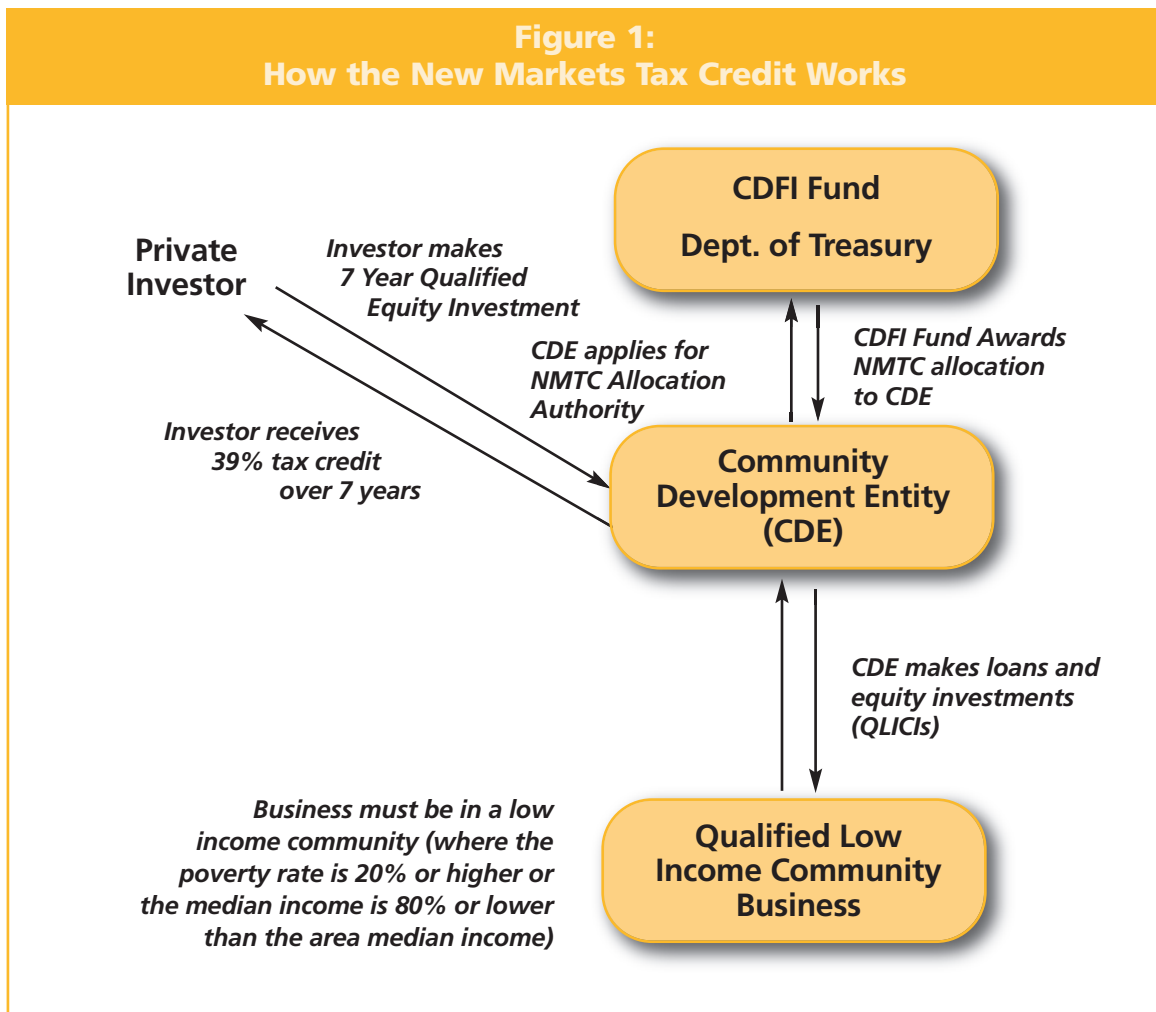 Figure 1:
How the New Markets Tax Credit Works
CDFI Fund
Dept. of Treasury
Private
Investor
Investor makes
7 Year Qualified
Equity Investment
CDE applies for
NMTC Allocation
Authority
CDFI Fund Awards
NMTC allocation
to CDE
Investor receives
39% tax credit
over 7 years
Community
Development Entity
(CDE)
CDE makes loans and
equity investments
(QLICIs)
Business must be in a low
income community (where the
poverty rate is 20% or higher or
the median income is 80% or lower
than the area median income)
Qualified Low
Income Community
Business